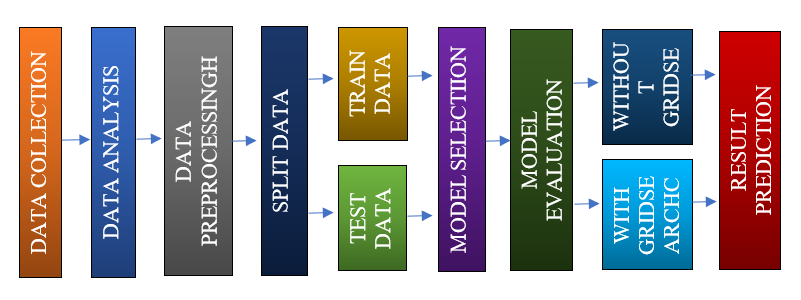 DATA COLLECTION
DATA ANALYSIS
DATA
PREPROCESSINGH
SPLIT DATA
TRAIN
DATA
TEST
DATA
MODEL SELECTIION
MODEL
EVALUATION
WITHOU
T
GRIDSE
WITH
GRIDSE
ARCHC
RESULT
PREDICTION